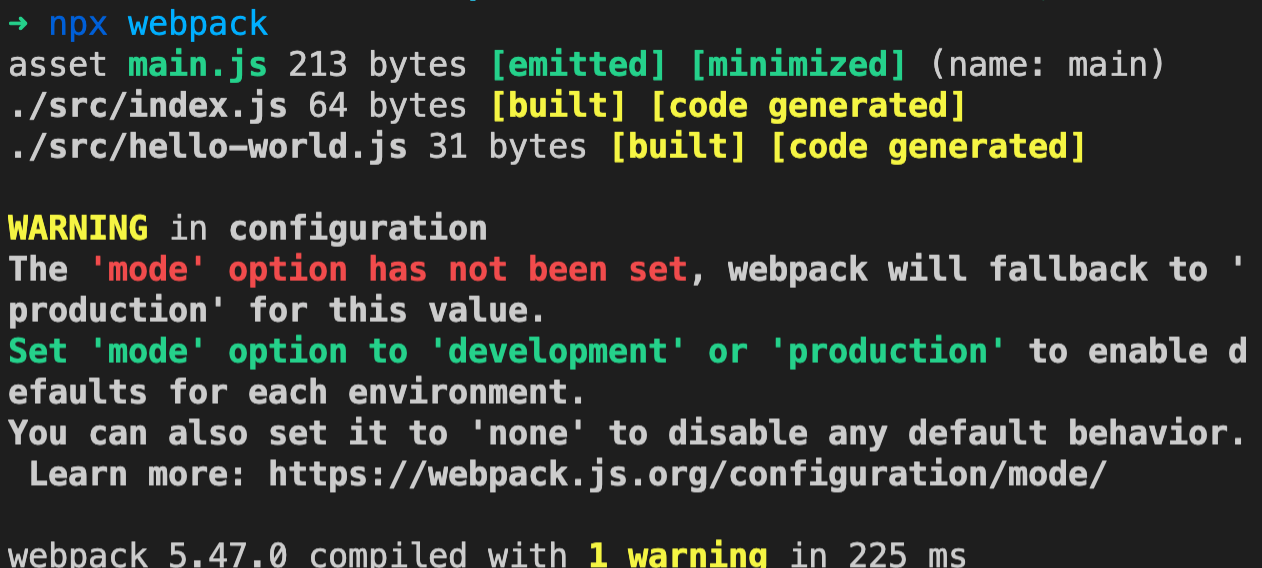 ➜ npx webpack
asset main.js 213 bytes [emitted] [minimized] (name: main)
./src/index.js 64 bytes [built] [code generated]
./src/hello-world.js 31 bytes [built] [code generated]

WARNING in configuration
The 'mode' option has not been set, webpack will fallback to '
production' for this value.
Set 'mode' option to 'development' or 'production' to enable d
efaults for each environment.
You can also set it to 'none' to disable any default behavior.
 Learn more: https://webpack.js.org/configuration/mode/

webpack 5.47.0 compiled with 1 warning in 225 ms